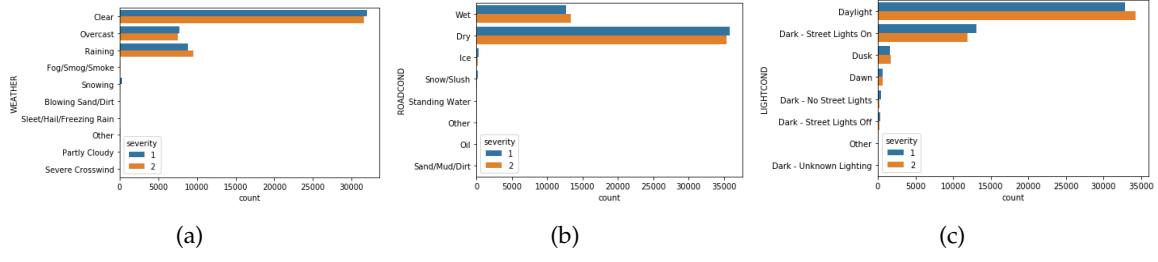 WEATHER
Clear
Overcast
Raining
Fog/Smog/Smoke
Snowing
Blowing Sand/Dirt
Sleet/Hail/Freezing Rain
Other
Partly Cloudy
Severe Crosswind
severity
1
2
0 5000 10000 15000 20000 25000 30000
count
(a)
ROADCOND
Wet
Dry
Ice
Snow/Slush
Standing Water
Other
Oil
Sand/Mud/Dirt
severity
1
2
0 5000 10000 15000 20000 25000 30000 35000
count
(b)
LIGHTCOND
Daylight
Dark - Street Lights On
Dusk
Dawn
Dark - No Street Lights
Dark - Street Lights Off
Other
Dark - Unknown Lighting
severity
1
2
0 5000 10000 15000 20000 25000 30000 35000
count
(c)